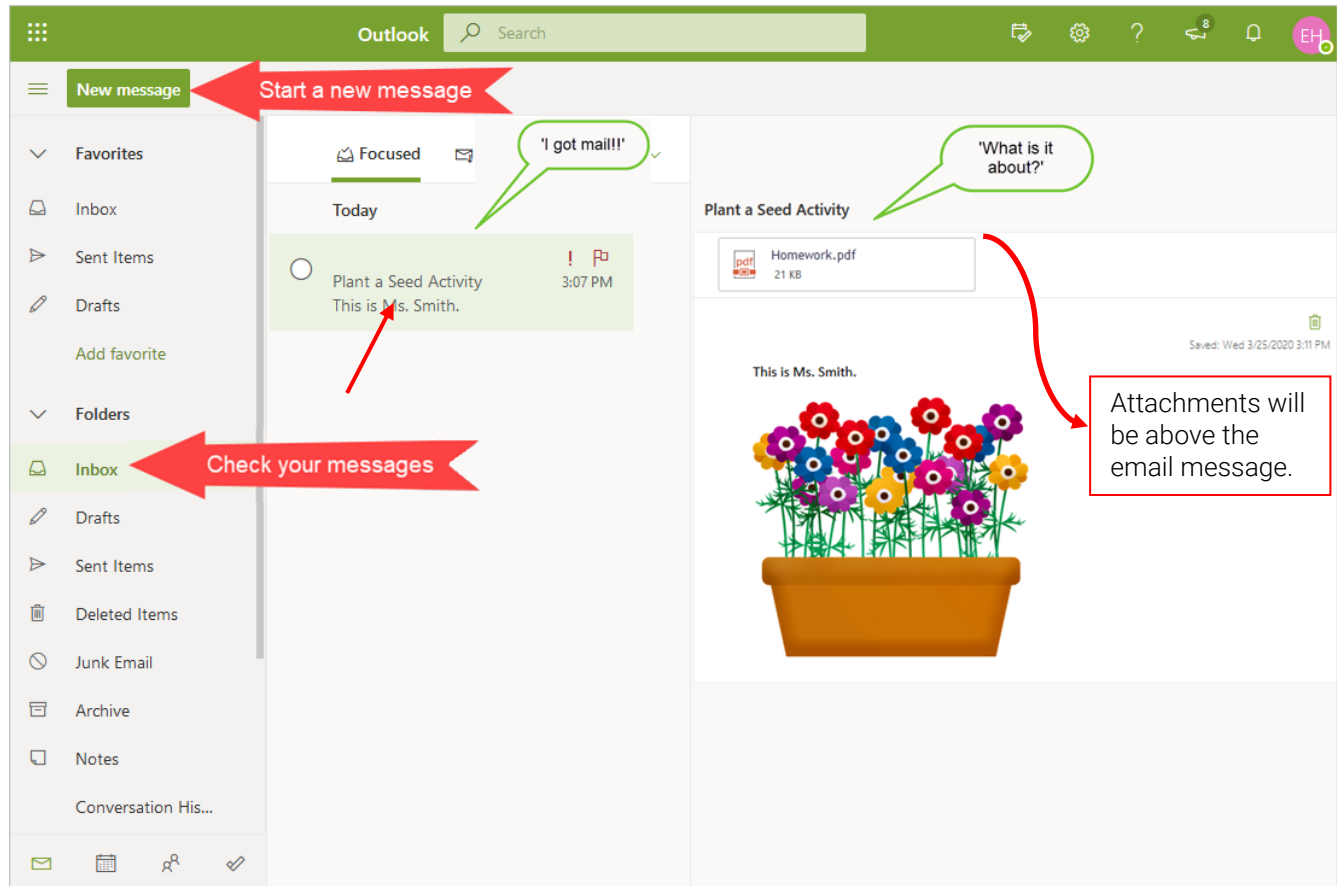 Outlook
Search
8
EH
New message
Start a new message
Favorites
Inbox
Sent Items
Drafts
Add favorite
Folders
Inbox
Check your messages
Drafts
Sent Items
Deleted Items
Junk Email
Archive
Notes
Conversation His...
Focused
'I got mail!!'
Today
Plant a Seed Activity
3:07 PM
This is Ms. Smith.
'What is it
about?'
Plant a Seed Activity
pdf
Homework.pdf
21 KB
Saved: Wed 3/25/2020 3:11 PM
This is Ms. Smith.
Attachments will
be above the
email message.